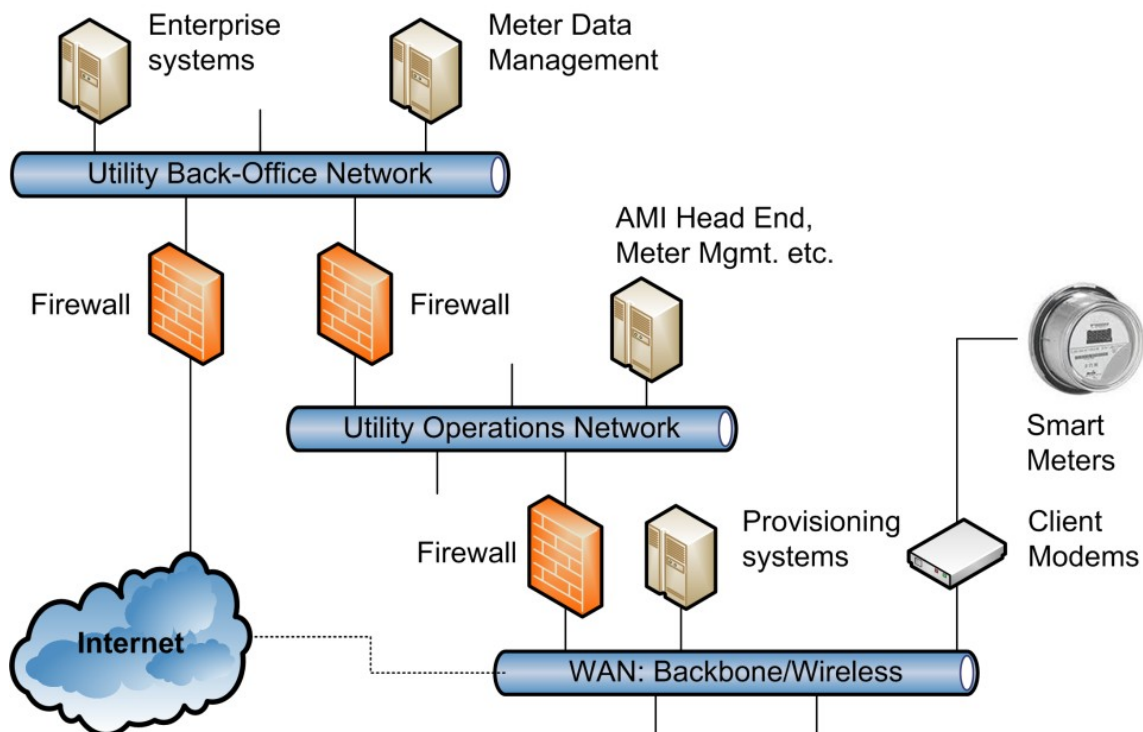 Enterprise
systems
Meter Data
Management
Utility Back-Office Network
AMI Head End,
Meter Mgmt. etc.
Firewall
Firewall
Utility Operations Network
Smart
Meters
Firewall
Provisioning
systems
Client
Modems
Internet
WAN: Backbone/Wireless